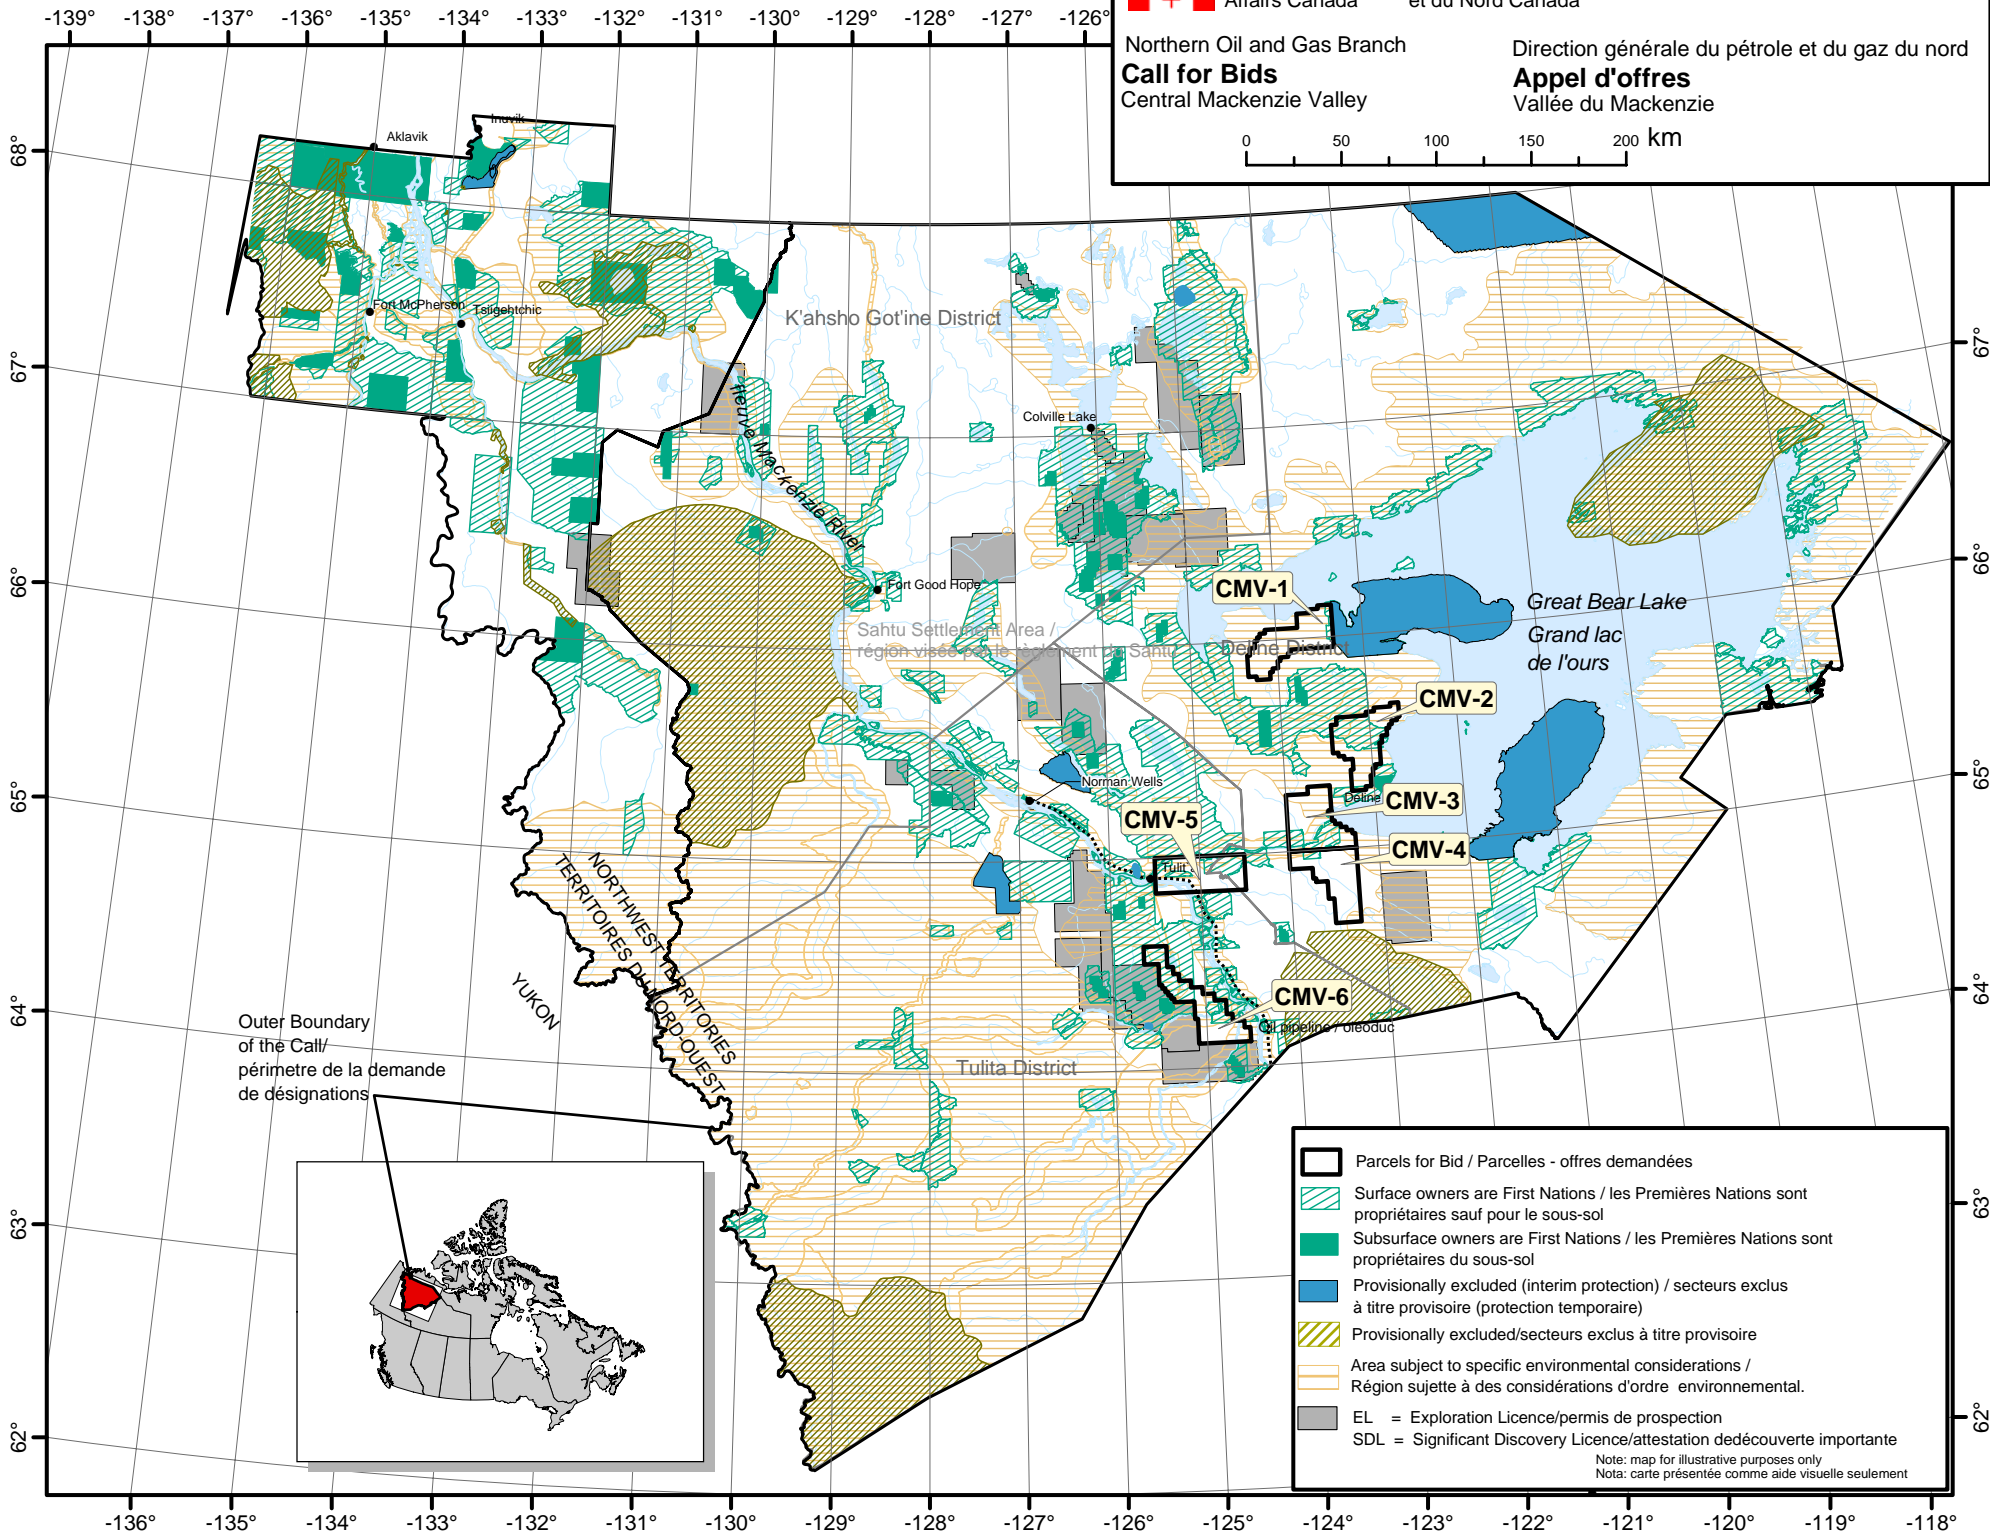 -139° -138° -137° -136° -135° -134° -133° -132° -131° -130° -129° -128° -127° -126°
Affairs Canada et du Nord Canada
Northern Oil and Gas Branch
Direction générale du pétrole et du gaz du nord
Call for Bids
Appel d'offres
Central Mackenzie Valley
Vallée du Mackenzie
0 50 100 150 200 km
68°
67°
66°
65°
64°
63°
62°
67°
66°
65°
64°
63°
62°
Inuvik
Aklavik
Fort McPherson
Tsiigehtchic
K'ahsho Got'ine District
Colville Lake
fleuve Mackenzie River
Fort Good Hope
Sahtu Settlement Area /
région visée par le règlement du Sahtu
CMV-1
Deline District
Great Bear Lake
Grand lac
de l'ours
CMV-2
Norman Wells
Deline
CMV-3
CMV-5
CMV-4
Tulit
CMV-6
Oil pipeline / oléoduc
Tulita District
NORTHWEST TERRITORIES
TERRITOIRES DU NORD-OUEST
YUKON
Outer Boundary
of the Call/
périmetre de la demande
de désignations
Parcels for Bid / Parcelles - offres demandées
Surface owners are First Nations / les Premières Nations sont
propriétaires sauf pour le sous-sol
Subsurface owners are First Nations / les Premières Nations sont
propriétaires du sous-sol
Provisionally excluded (interim protection) / secteurs exclus
à titre provisoire (protection temporaire)
Provisionally excluded/secteurs exclus à titre provisoire
Area subject to specific environmental considerations /
Région sujette à des considérations d'ordre environnemental.
EL = Exploration Licence/permis de prospection
SDL = Significant Discovery Licence/attestation dedécouverte importante
Note: map for illustrative purposes only
Nota: carte présentée comme aide visuelle seulement
-136° -135° -134° -133° -132° -131° -130° -129° -128° -127° -126° -125° -124° -123° -122° -121° -120° -119° -118°